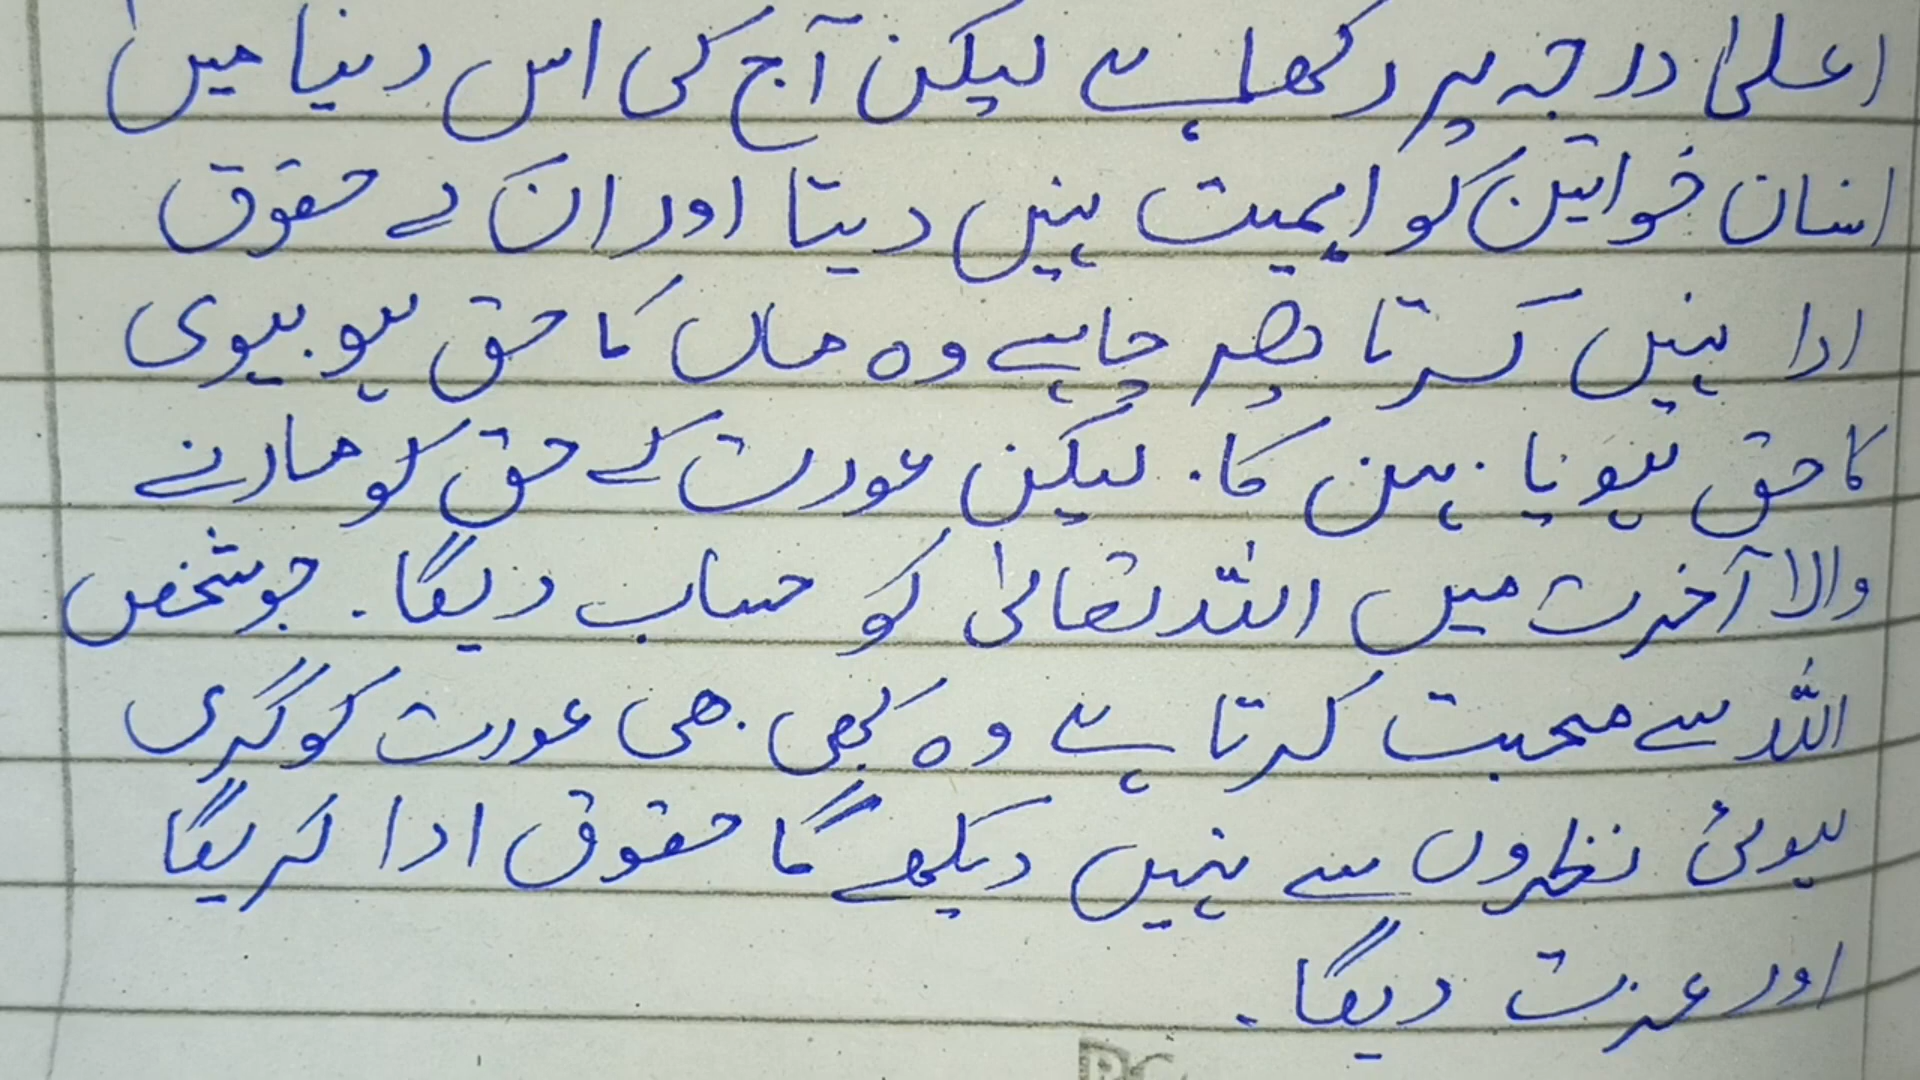 اعلیٰ درجہ پر رکھا ہے لیکن آج کی اس دنیا میں
انسان خواتین کو اہمیت نہیں دیتا اور ان کے حقوق
ادا نہیں کرتا پھر چاہے وہ ماں کا حق ہو بیوی
کا حق ہو یا بہن کا. لیکن عورت کے حق کو مارنے
والا آخرت میں اللہ تعالیٰ کو حساب دیگا. جو شخص
اللہ سے محبت کرتا ہے وہ کبھی بھی عورت کو گری
ہوئی نظروں سے نہیں دیکھے گا حقوق ادا کریگا
اور عزت دیگا.